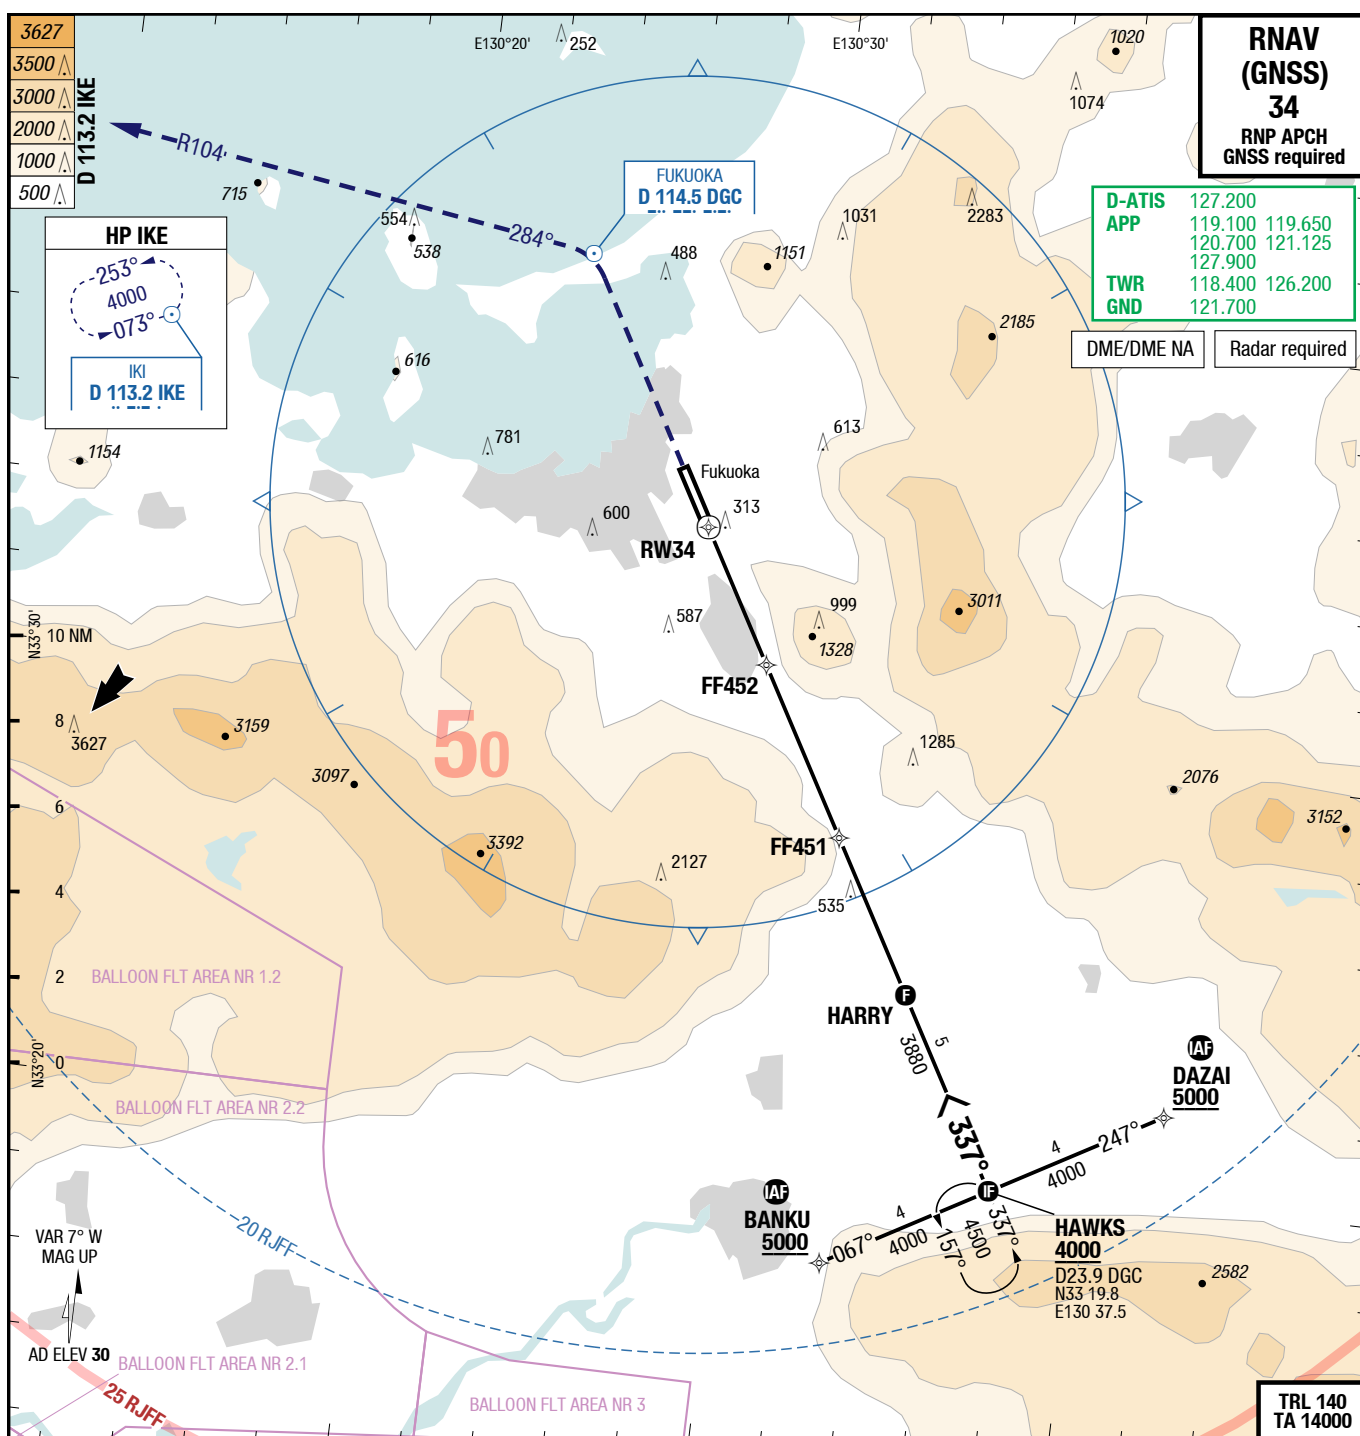 3627
3500
3000
2000
1000
500
D 113.2 IKE
E130°20'
252
E130°30'
1020
1074
RNAV
(GNSS)
34
RNP APCH
GNSS required
R104
284°
715
554
538
FUKUOKA
D 114.5 DGC
488
1151
1031
2283
D-ATIS 127.200
APP 119.100 119.650
120.700 121.125
127.900
TWR 118.400 126.200
GND 121.700
DME/DME NA
Radar required
HP IKE
253°
4000
073°
IKI
D 113.2 IKE
2185
616
1154
781
613
Fukuoka
600
313
RW34
3011
587
999
1328
N33°30'
10 NM
FF452
8
3627
3159
50
3097
1285
2076
6
3152
3392
FF451
2127
4
535
BALLOON FLT AREA NR 1.2
2
HARRY
F
5
3880
N33°20'
0
IAF
DAZAI
5000
BALLOON FLT AREA NR 2.2
337°
4
247°
4000
IAF
BANKU
5000
IF
067°
4
4000
157°
4500
337°
HAWKS
4000
D23.9 DGC
N33 19.8
E130 37.5
2582
20 RJFF
VAR 7° W
MAG UP
AD ELEV 30
BALLOON FLT AREA NR 2.1
25 RJFF
BALLOON FLT AREA NR 3
TRL 140
TA 14000